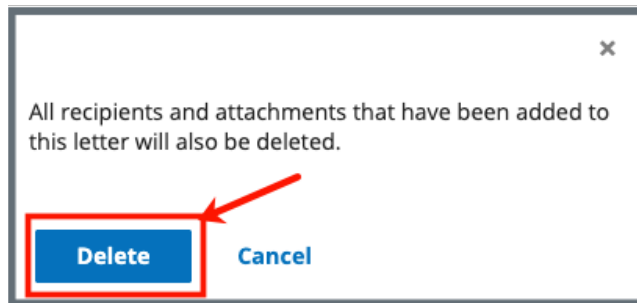 All recipients and attachments that have been added to
this letter will also be deleted.
Delete Cancel